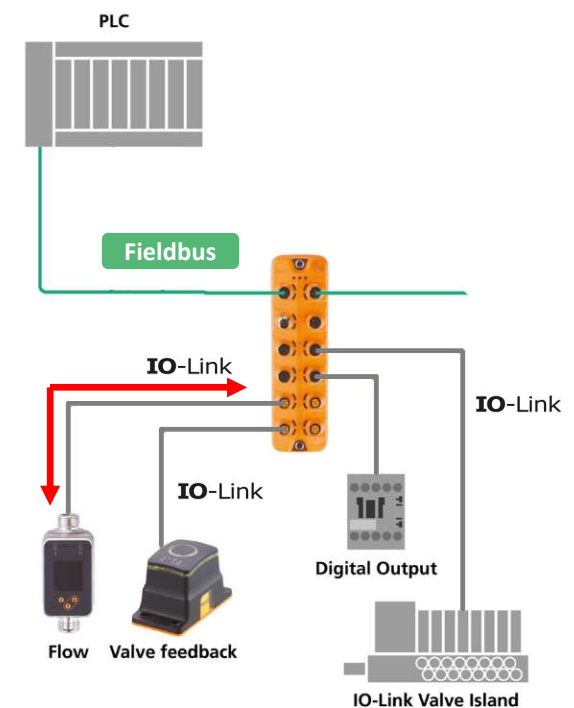 PLC
Fieldbus
IO-Link
IO-Link
IO-Link
Digital Output
Flow
Valve feedback
IO-Link Valve Island